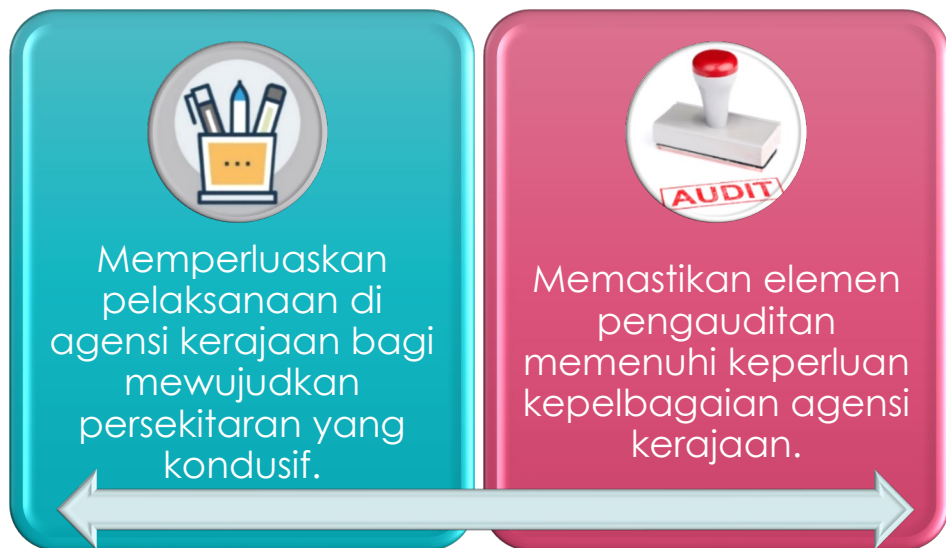 Memperluaskan
pelaksanaan di
agensi kerajaan bagi
mewujudkan
persekitaran yang
kondusif.
AUDIT
Memastikan elemen
pengauditan
memenuhi keperluan
kepelbagaian agensi
kerajaan.